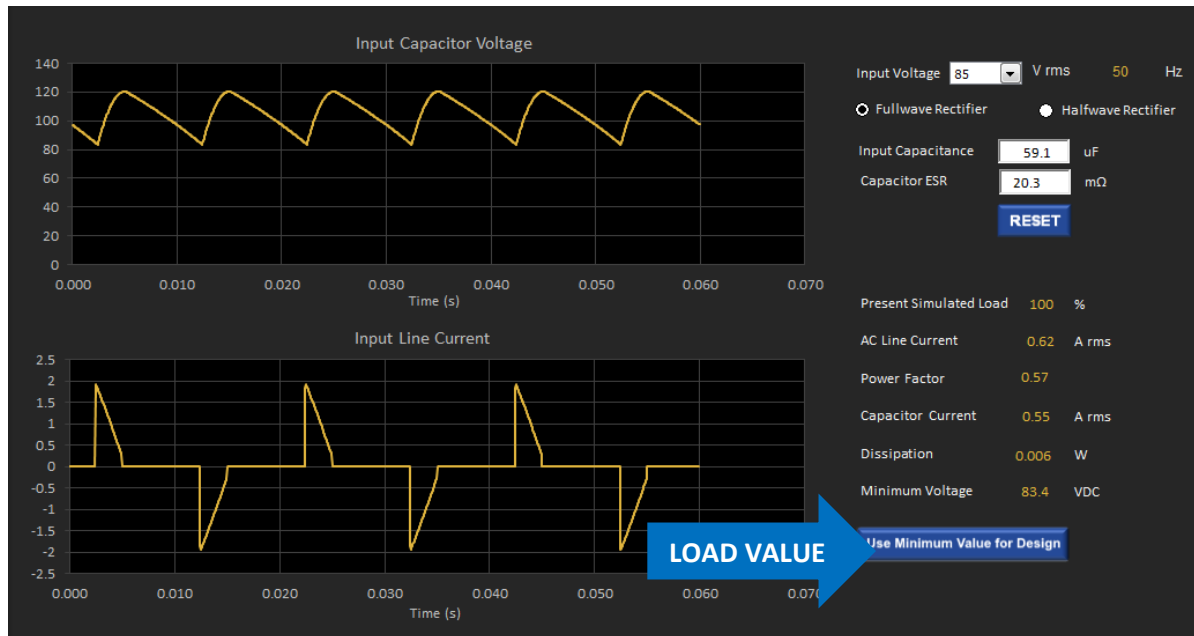 Input Capacitor Voltage
140
120
100
80
60
40
20
0
0.000 0.010 0.020 0.030 0.040 0.050 0.060 0.070
Time (s)
Input Line Current
2.5
2
1.5
1
0.5
0
-0.5
-1
-1.5
-2
-2.5
0.000 0.010 0.020 0.030 0.040 0.050 0.060 0.07
Time (s)
Input Voltage 85 V rms 50 Hz
Fullwave Rectifier Halfwave Rectifier
Input Capacitance 59.1 uF
Capacitor ESR 20.3 mΩ
RESET
Present Simulated Load 100 %
AC Line Current 0.62 A rms
Power Factor 0.57
Capacitor Current 0.55 A rms
Dissipation 0.006 W
Minimum Voltage 83.4 VDC
LOAD VALUE
Use Minimum Value for Design